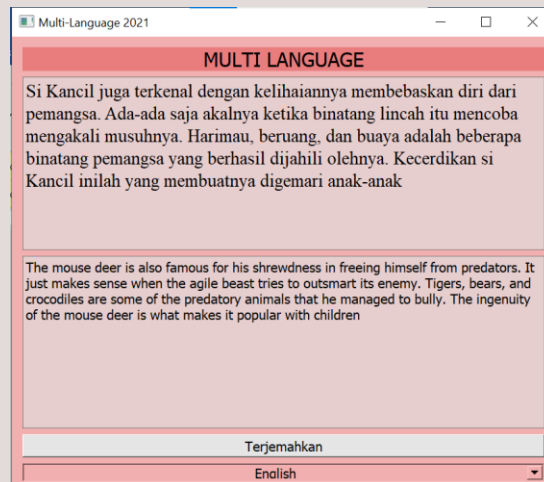 Multi-Language 2021
MULTI LANGUAGE
Si Kancil juga terkenal dengan kelihaiannya membebaskan diri dari
pemangsa. Ada-ada saja akalnya ketika binatang lincah itu mencoba
mengakali musuhnya. Harimau, beruang, dan buaya adalah beberapa
binatang pemangsa yang berhasil dijahili olehnya. Kecerdikan si
Kancil inilah yang membuatnya digemari anak-anak
The mouse deer is also famous for his shrewdness in freeing himself from predators. It
just makes sense when the agile beast tries to outsmart its enemy. Tigers, bears, and
crocodiles are some of the predatory animals that he managed to bully. The ingenuity
of the mouse deer is what makes it popular with children
Terjemahkan
English